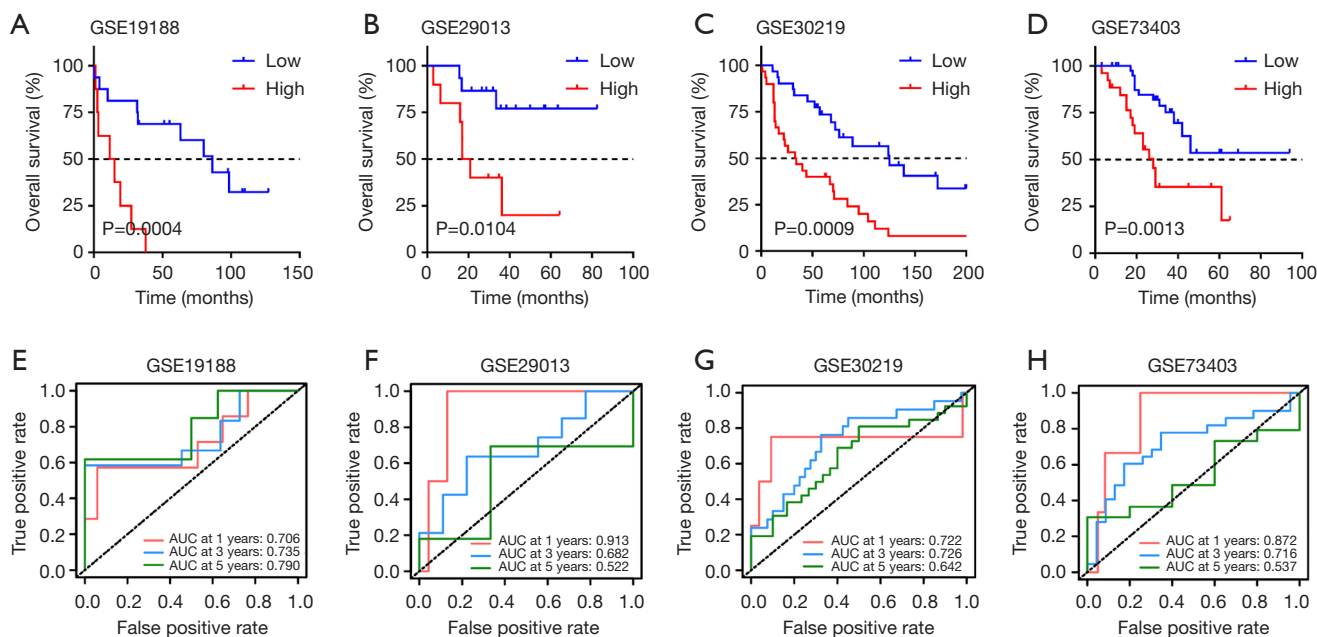 A
GSE19188
Overall survival (%)
100
75
50
25
0
Low
High
P=0.0004
0 50 100 150
Time (months)
B
GSE29013
Overall survival (%)
100
75
50
25
0
Low
High
P=0.0104
0 20 40 60 80 100
Time (months)
C
GSE30219
Overall survival (%)
100
75
50
25
0
Low
High
P=0.0009
0 50 100 150 200
Time (months)
D
GSE73403
Overall survival (%)
100
75
50
25
0
Low
High
P=0.0013
0 20 40 60 80 100
Time (months)
E
GSE19188
True positive rate
1.0
0.8
0.6
0.4
0.2
0.0
AUC at 1 years: 0.706
AUC at 3 years: 0.735
AUC at 5 years: 0.790
0.0 0.2 0.4 0.6 0.8 1.0
False positive rate
F
GSE29013
True positive rate
1.0
0.8
0.6
0.4
0.2
0.0
AUC at 1 years: 0.913
AUC at 3 years: 0.682
AUC at 5 years: 0.522
0.0 0.2 0.4 0.6 0.8 1.0
False positive rate
G
GSE30219
True positive rate
1.0
0.8
0.6
0.4
0.2
0.0
AUC at 1 years: 0.722
AUC at 3 years: 0.726
AUC at 5 years: 0.642
0.0 0.2 0.4 0.6 0.8 1.0
False positive rate
H
GSE73403
True positive rate
1.0
0.8
0.6
0.4
0.2
0.0
AUC at 1 years: 0.872
AUC at 3 years: 0.716
AUC at 5 years: 0.537
0.0 0.2 0.4 0.6 0.8 1.0
False positive rate